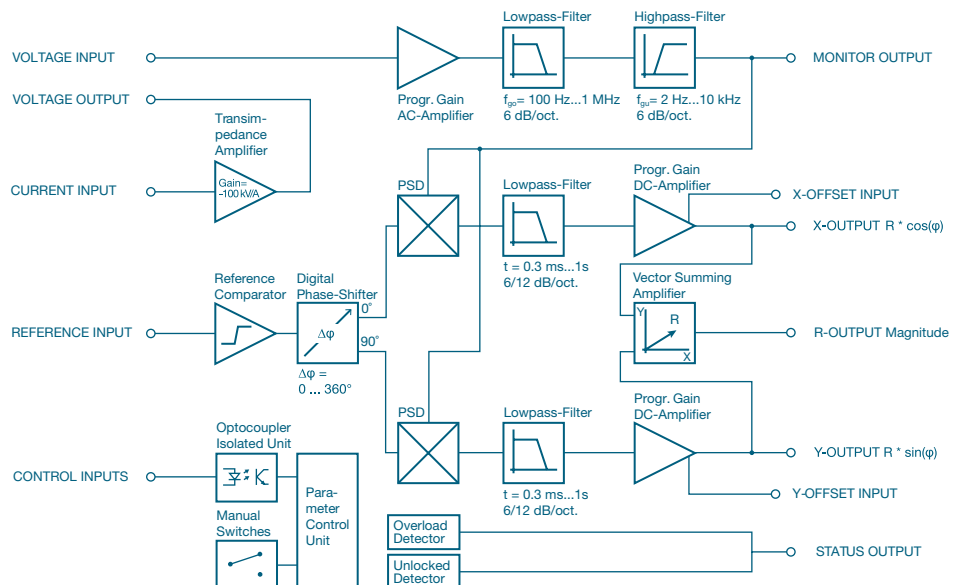 Lowpass-Filter
Highpass-Filter
VOLTAGE INPUT
MONITOR OUTPUT
VOLTAGE OUTPUT
Progr. Gain
AC-Amplifier
fgo= 100 Hz...1 MHz
6 dB/oct.
fgu= 2 Hz...10 kHz
6 dB/oct.
Transim-
pedance
Amplifier
CURRENT INPUT
Gain=
-100 kV/A
PSD
Lowpass-Filter
Progr. Gain
DC-Amplifier
X-OFFSET INPUT
X-OUTPUT R * cos(φ)
t = 0.3 ms...1s
6/12 dB/oct.
Reference
Comparator
Digital
Phase-Shifter
0°
Vector Summing
Amplifier
Y
R
X
REFERENCE INPUT
Δφ
90°
R-OUTPUT Magnitude
Δφ =
0 ... 360°
PSD
Lowpass-Filter
Progr. Gain
DC-Amplifier
Optocoupler
Isolated Unit
Y-OUTPUT R * sin(φ)
CONTROL INPUTS
Y-OFFSET INPUT
t = 0.3 ms...1s
6/12 dB/oct.
Para-
meter
Control
Unit
Manual
Switches
Overload
Detector
STATUS OUTPUT
Unlocked
Detector